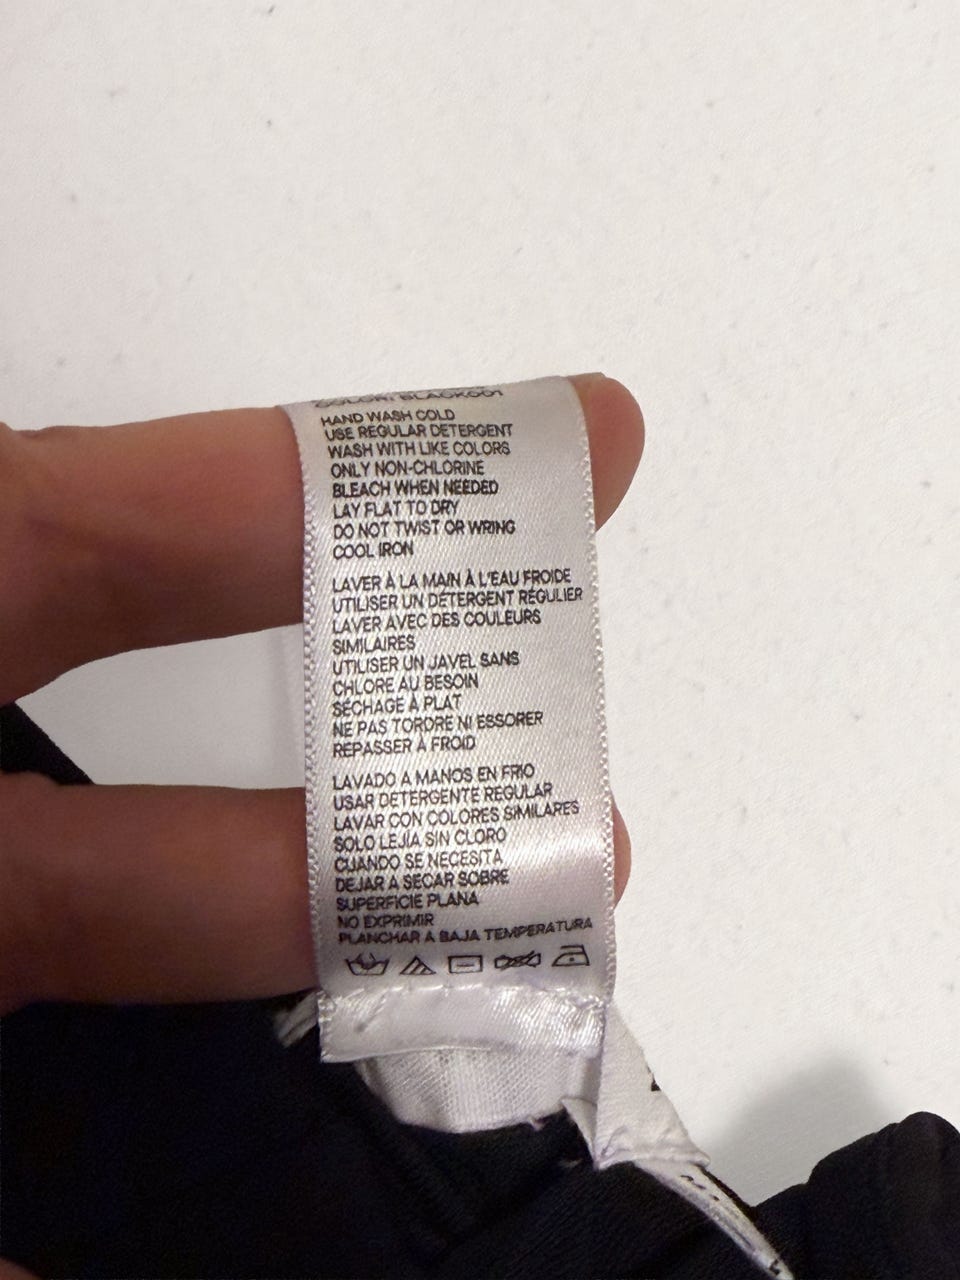 COLOR: BLACK001
HAND WASH COLD
USE REGULAR DETERGENT
WASH WITH LIKE COLORS
ONLY NON-CHLORINE
BLEACH WHEN NEEDED
LAY FLAT TO DRY
DO NOT TWIST OR WRING
COOL IRON
LAVER À LA MAIN À L'EAU FROIDE
UTILISER UN DÉTERGENT RÉGULIER
LAVER AVEC DES COULEURS
SIMILAIRES
UTILISER UN JAVEL SANS
CHLORE AU BESOIN
SÉCHAGE À PLAT
NE PAS TORDRE NI ESSORER
REPASSER À FROID
LAVADO A MANOS EN FRIO
USAR DETERGENTE REGULAR
LAVAR CON COLORES SIMILARES
SOLO LEJÍA SIN CLORO
CUANDO SE NECESITA
DEJAR A SECAR SOBRE
SUPERFICIE PLANA
NO EXPRIMIR
PLANCHAR A BAJA TEMPERATURA